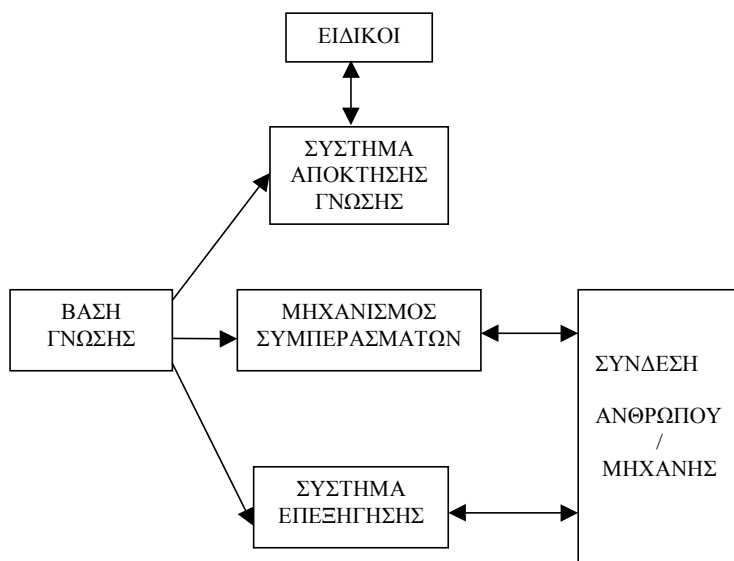 ΕΙΔΙΚΟΙ
ΣΥΣΤΗΜΑ
ΑΠΟΚΤΗΣΗΣ
ΓΝΩΣΗΣ
ΒΑΣΗ
ΓΝΩΣΗΣ
ΜΗΧΑΝΙΣΜΟΣ
ΣΥΜΠΕΡΑΣΜΑΤΩΝ
ΣΥΝΔΕΣΗ
ΑΝΘΡΩΠΟΥ
/
ΜΗΧΑΝΗΣ
ΣΥΣΤΗΜΑ
ΕΠΕΞΗΓΗΣΗΣ